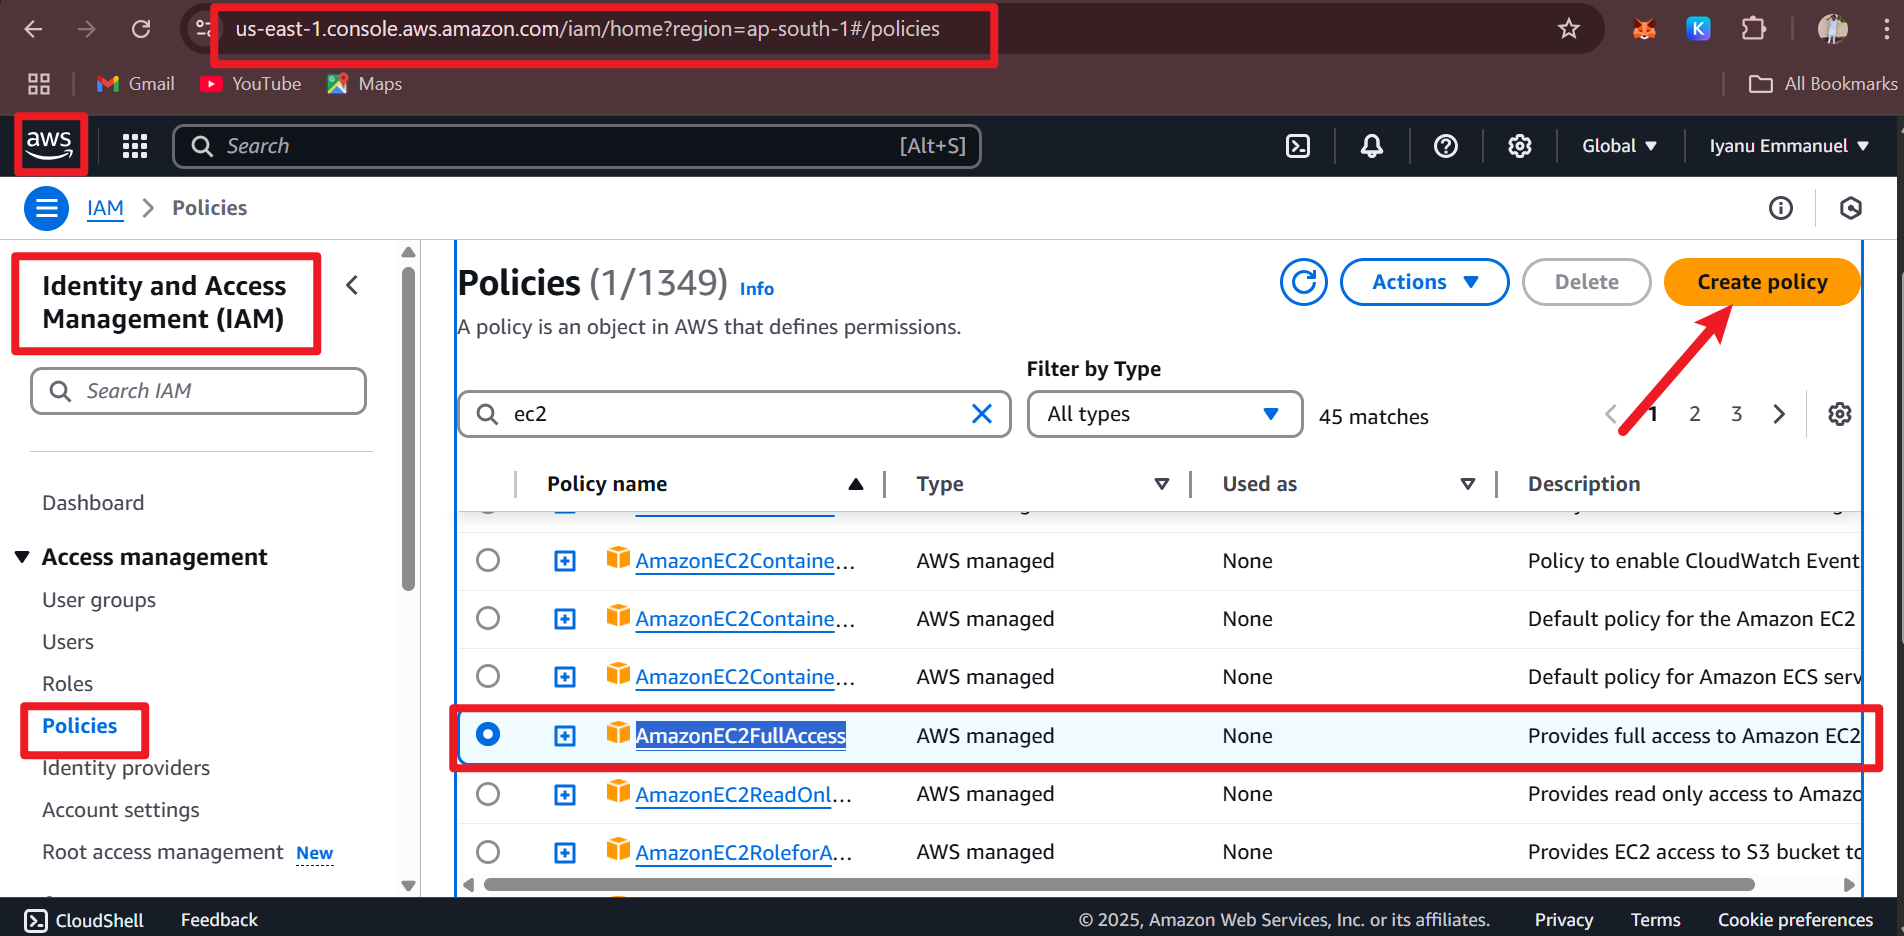 us-east-1.console.aws.amazon.com/iam/home?region=ap-south-1#/policies
K
Gmail
YouTube
Maps
All Bookmarks
aws
Search
[Alt+S]
Global
Iyanu Emmanuel
IAM
Policies
Identity and Access
Management (IAM)
Search IAM
Dashboard
Access management
User groups
Users
Roles
Policies
Identity providers
Account settings
Root access management New
Policies (1/1349) Info
Actions
Delete
Create policy
A policy is an object in AWS that defines permissions.
Filter by Type
ec2
All types
45 matches
1 2 3
Policy name Type Used as Description
AmazonEC2Containe... AWS managed None Policy to enable CloudWatch Event
AmazonEC2Containe... AWS managed None Default policy for the Amazon EC2
AmazonEC2Containe... AWS managed None Default policy for Amazon ECS serv
AmazonEC2FullAccess AWS managed None Provides full access to Amazon EC2
AmazonEC2ReadOnl... AWS managed None Provides read only access to Amazo
AmazonEC2RoleforA... AWS managed None Provides EC2 access to S3 bucket to
CloudShell Feedback © 2025, Amazon Web Services, Inc. or its affiliates. Privacy Terms Cookie preferences